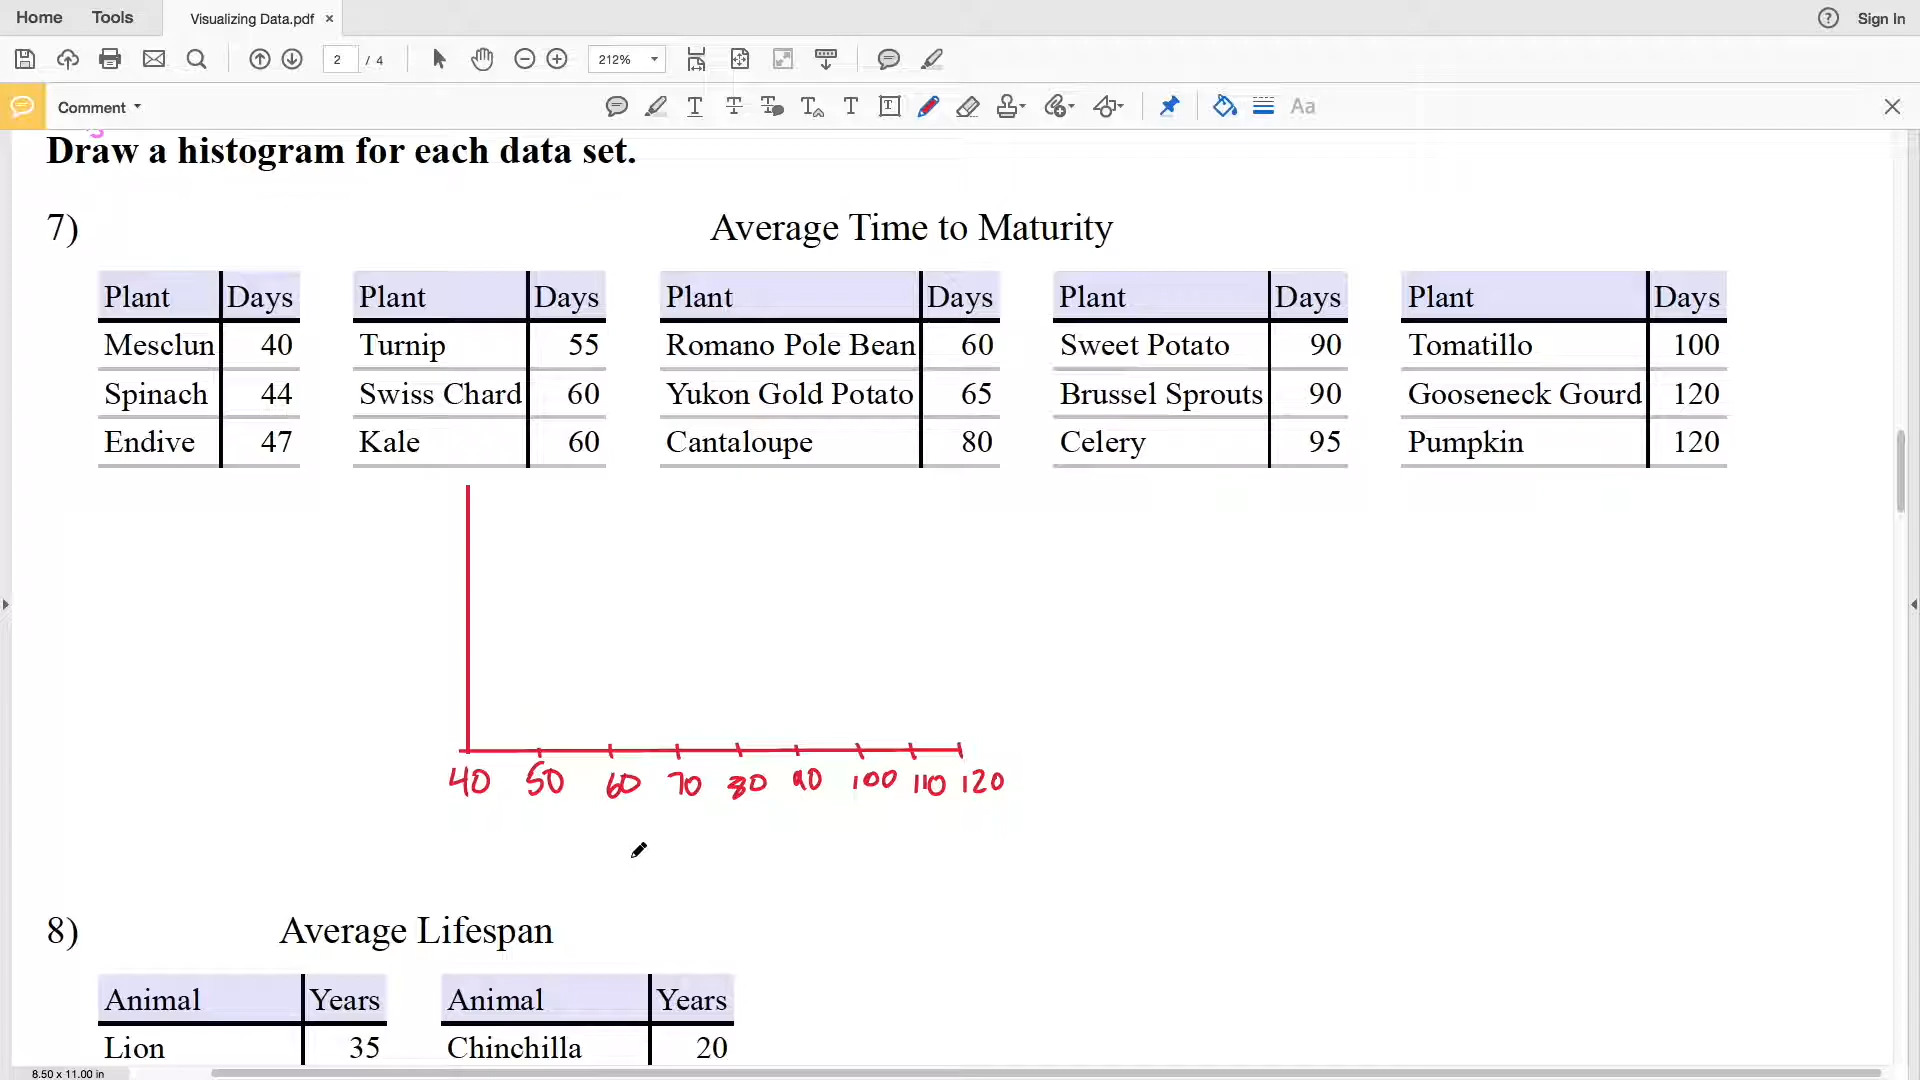 Home Tools Visualizing Data.pdf × ? Sign In
2 / 4 212%
Comment T T T T T T Aa
Draw a histogram for each data set.
7) Average Time to Maturity
Plant Days Plant Days Plant Days Plant Days Plant Days
Mesclun 40 Turnip 55 Romano Pole Bean 60 Sweet Potato 90 Tomatillo 100
Spinach 44 Swiss Chard 60 Yukon Gold Potato 65 Brussel Sprouts 90 Gooseneck Gourd 120
Endive 47 Kale 60 Cantaloupe 80 Celery 95 Pumpkin 120
40 50 60 70 80 90 100 110 120
8) Average Lifespan
Animal Years Animal Years
Lion 35 Chinchilla 20
8.50 x 11.00 in